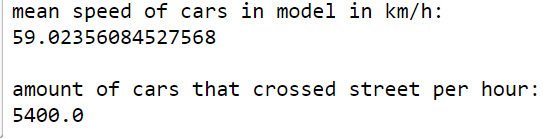 mean speed of cars in model in km/h:
59.02356084527568
amount of cars that crossed street per hour:
5400.0